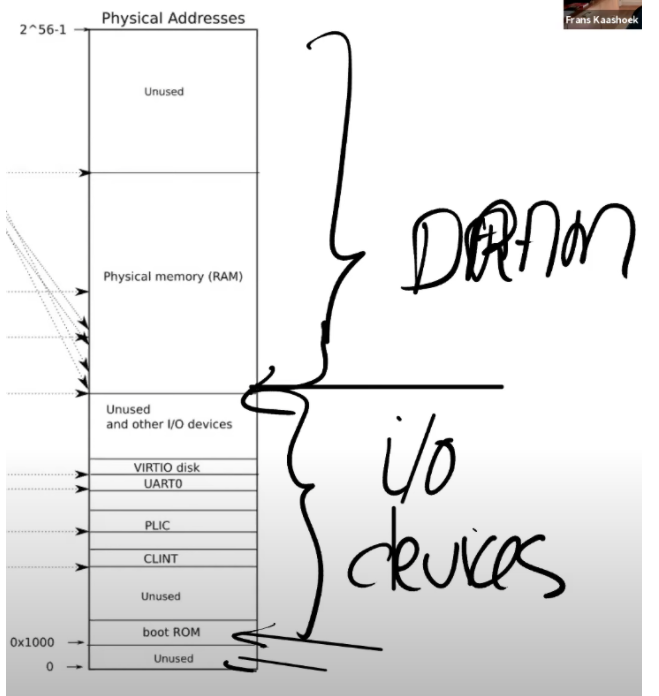 Frans Kaashoek
Physical Addresses
2^56-1
Unused
Physical memory (RAM)
DRAM
Unused
and other I/O devices
i/o
devices
VIRTIO disk
UART0
PLIC
CLINT
Unused
boot ROM
0x1000
Unused
0